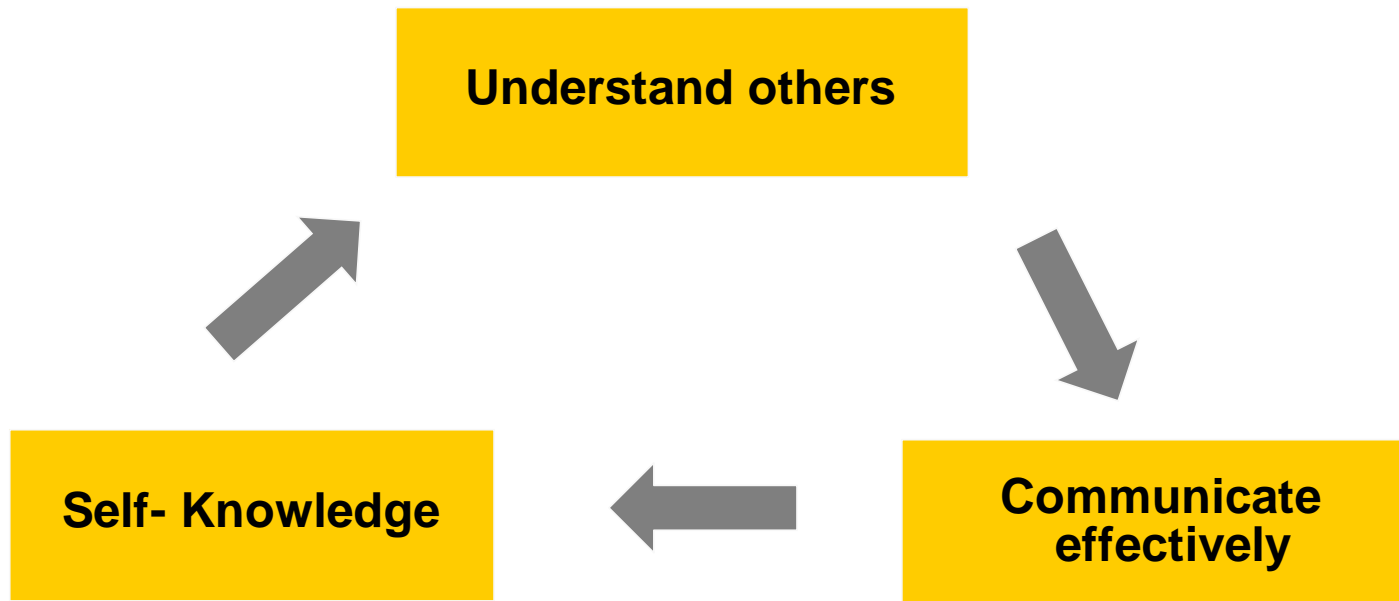 Understand others
Self- Knowledge
Communicate
effectively